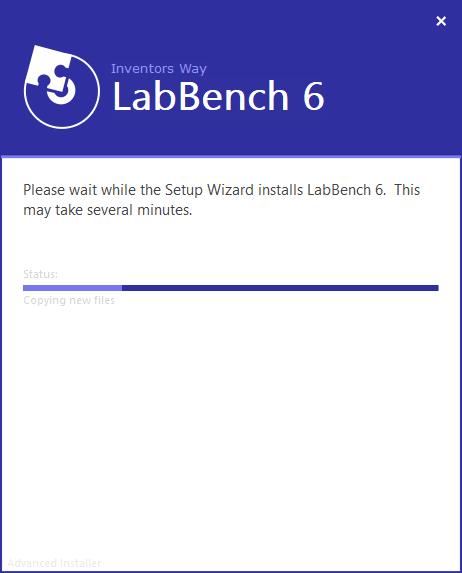 Inventors Way
LabBench 6
Please wait while the Setup Wizard installs LabBench 6.  This
may take several minutes.
Status:
Copying new files
Advanced Installer